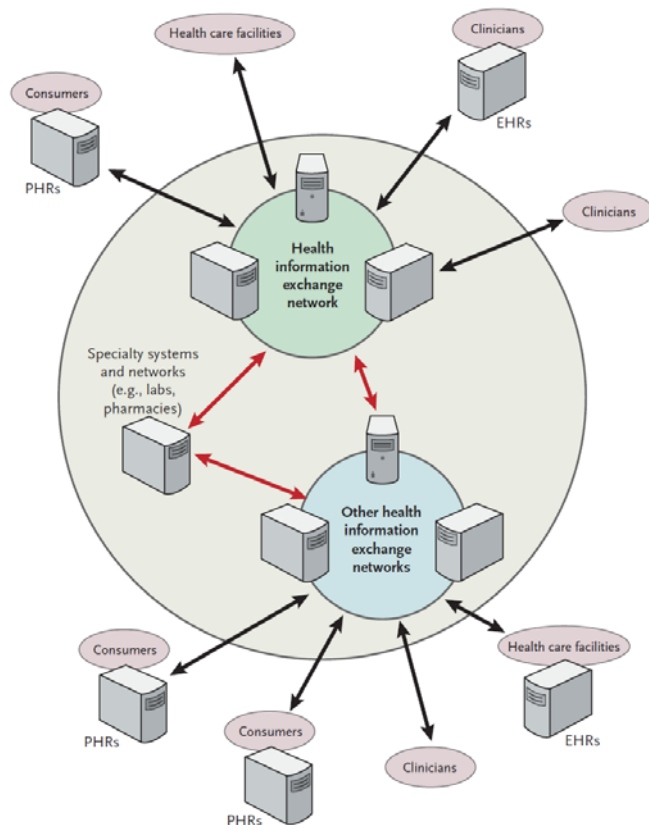 Health care facilities
Clinicians
EHRs
Consumers
PHRs
Clinicians
Health
information
exchange
network
Specialty systems
and networks
(e.g., labs,
pharmacies)
Other health
information
exchange
networks
Consumers
PHRs
Consumers
PHRs
Clinicians
Health care facilities
EHRs